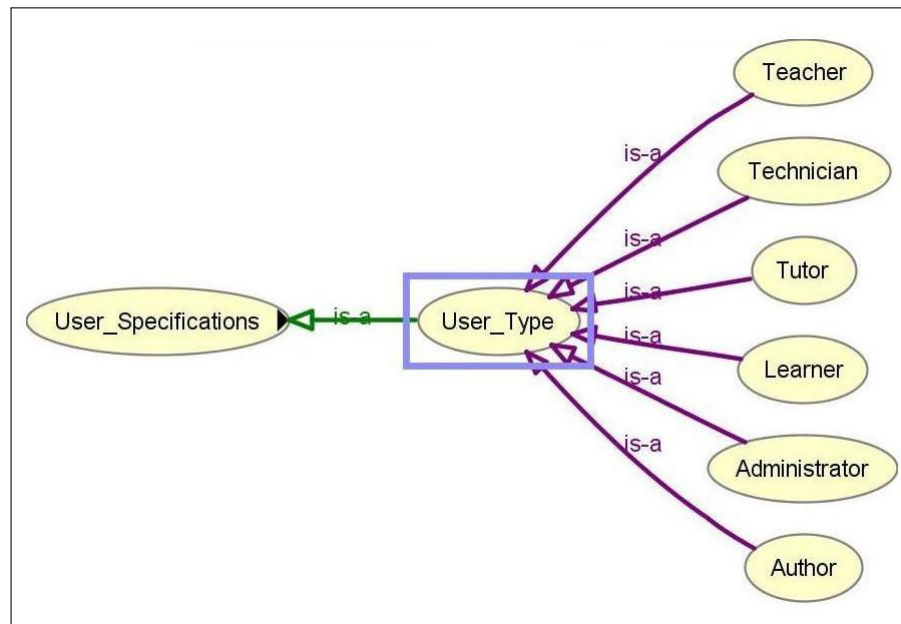 Teacher
is-a
Technician
is-a
Tutor
is-a
User_Specifications
is-a
User_Type
is-a
Learner
is-a
Administrator
is-a
Author